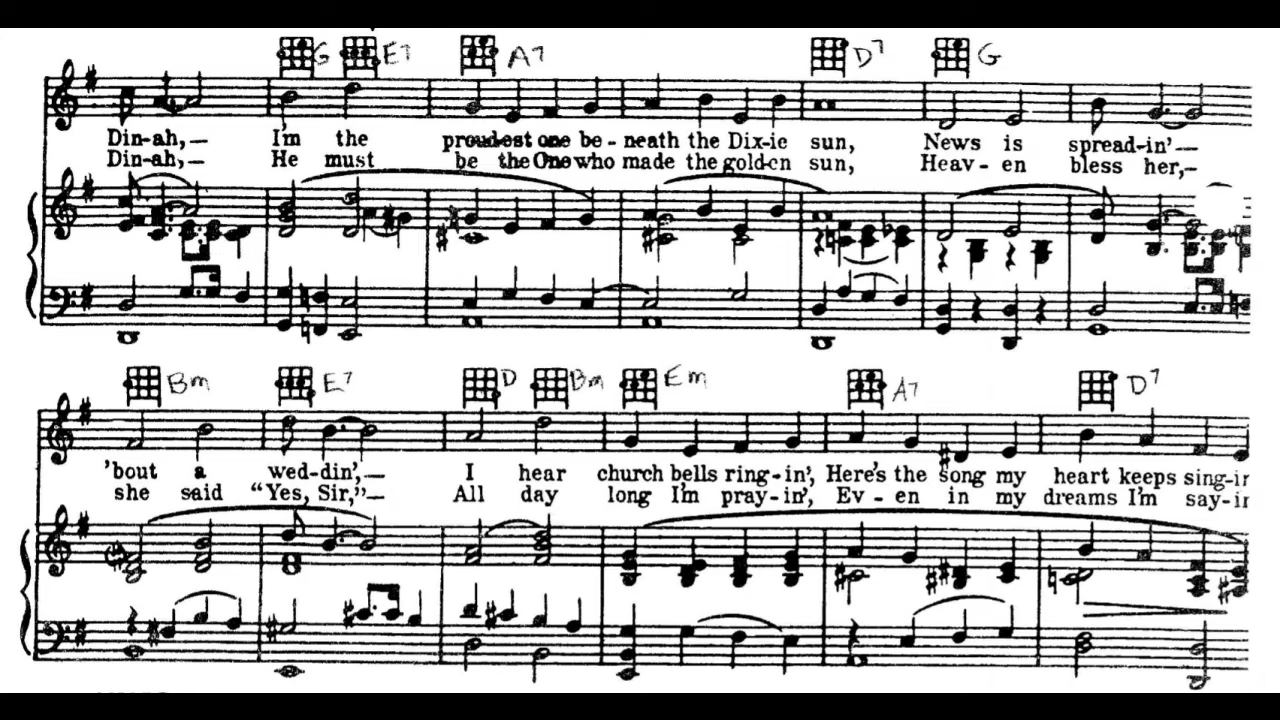 G E7 A7 D7 G
Din-ah,— I'm the proudest one be-neath the Dix-ie sun, News is spread-in'—
Din-ah,— He must be the One who made the gold-en sun, Heav-en bless her,—
Bm E7 D Bm Em A7 D7
'bout a wed-din',— I hear church bells ring-in', Here's the song my heart keeps sing-in
she said "Yes, Sir,"— All day long I'm pray-in', Ev-en in my dreams I'm say-in